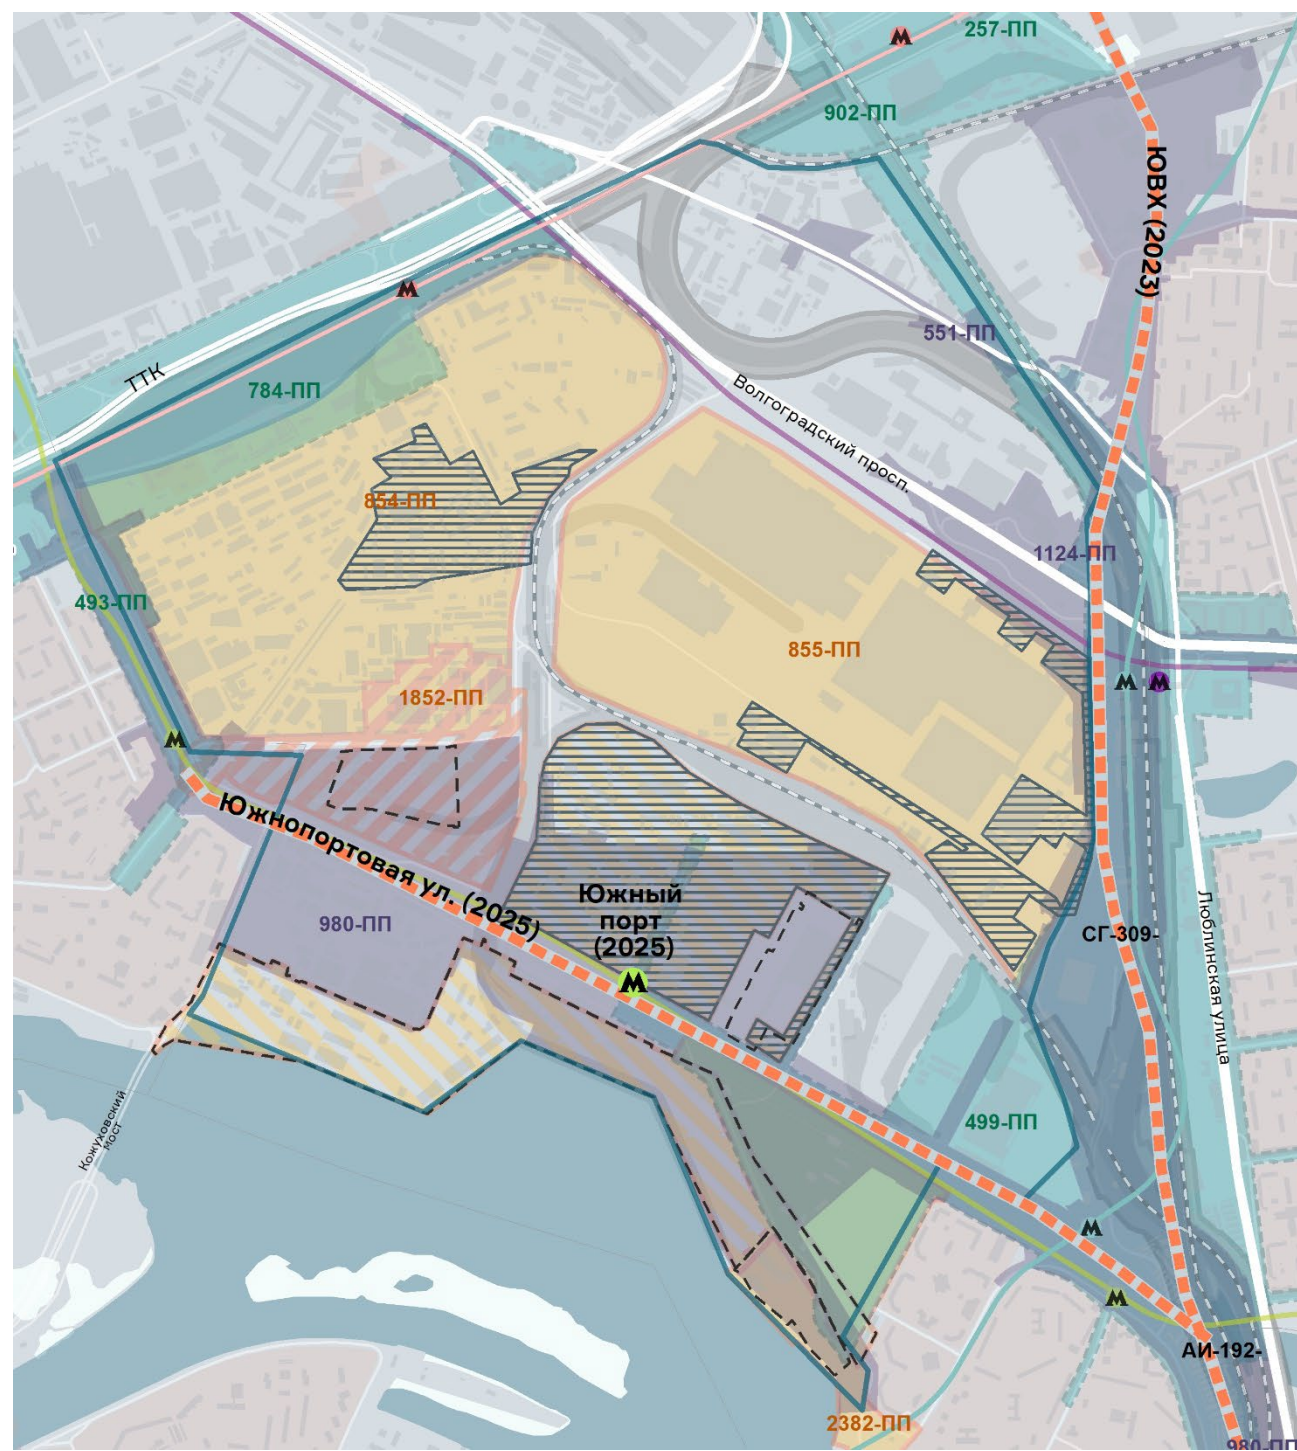 257-ПП
902-ПП
ЮВХ (2023)
551-ПП
ТТК
784-ПП
Волгоградский просп.
854-ПП
1124-ПП
493-ПП
855-ПП
1852-ПП
Южнопортовая ул. (2025)
Южный
порт
(2025)
980-ПП
СГ-309-
Люблинская улица
Кожуховский
мост
499-ПП
АИ-192-
2382-ПП
980-ПП